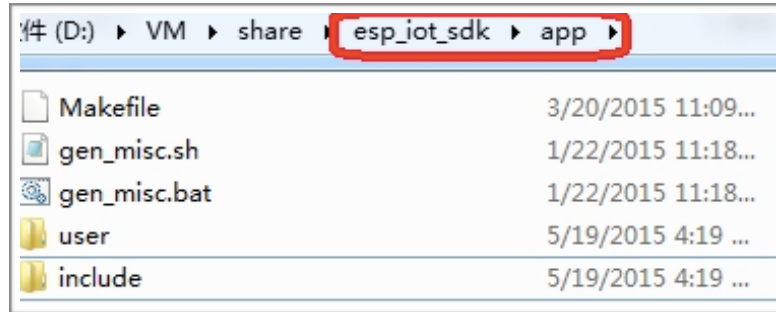 件 (D:) ▸ VM ▸ share ▸ esp_iot_sdk ▸ app ▸
Makefile 3/20/2015 11:09...
gen_misc.sh 1/22/2015 11:18...
gen_misc.bat 1/22/2015 11:18...
user 5/19/2015 4:19 ...
include 5/19/2015 4:19 ...